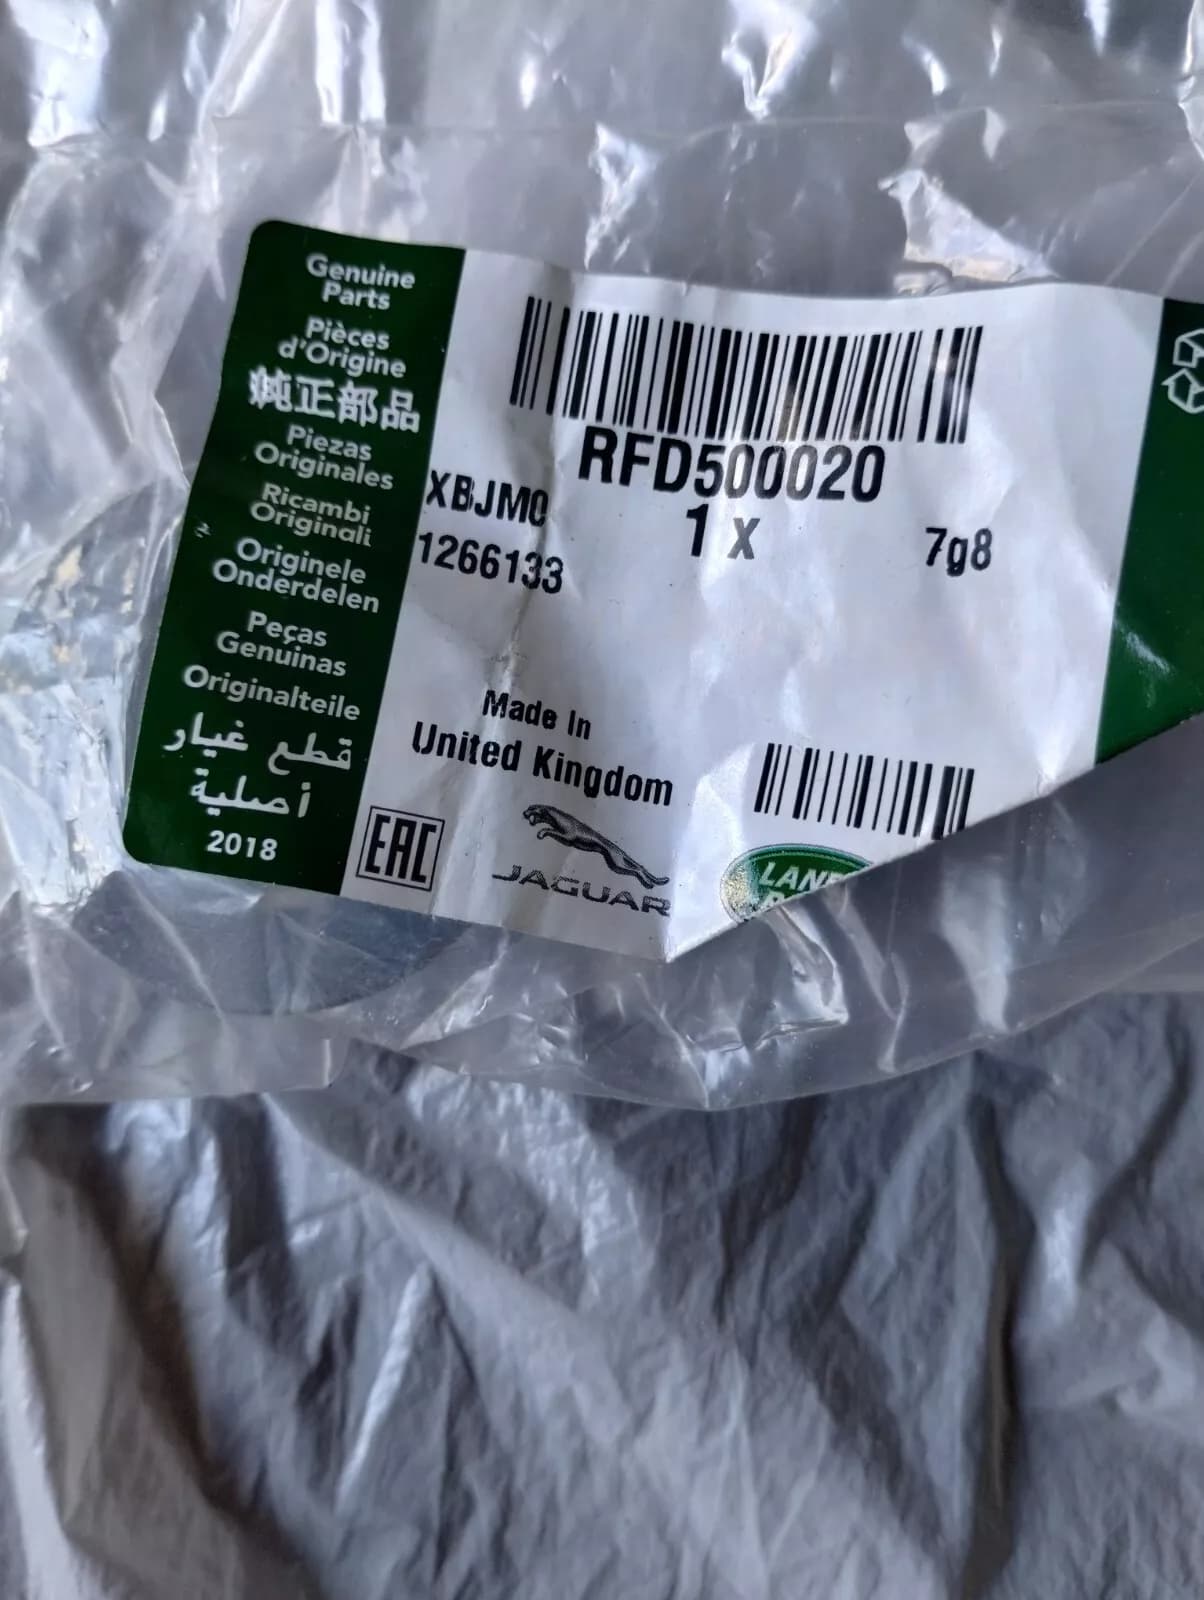 Genuine
Parts
Pièces
d'Origine
純正部品
Piezas
Originales
Ricambi
Originali
Originele
Onderdelen
Peças
Genuinas
Originalteile
قطع غيار
أصلية
2018
RFD500020
XBJM0
1 x
7g8
1266133
Made In
United Kingdom
EAC
JAGUAR
LAND